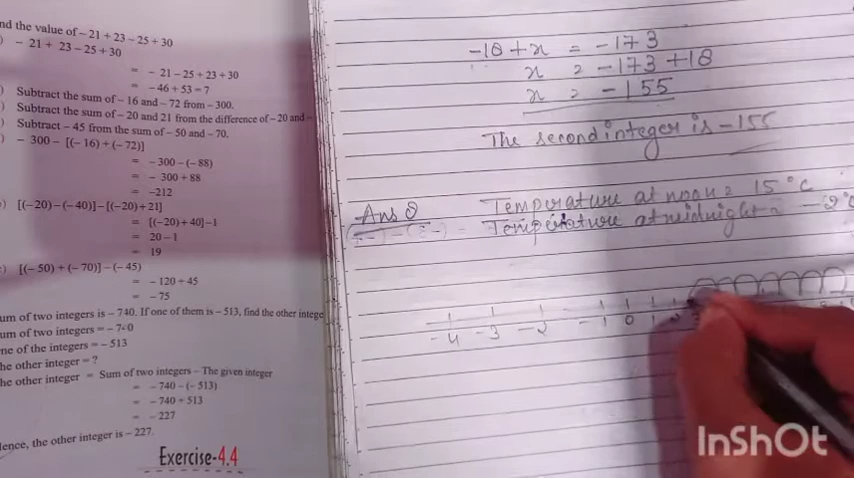 nd the value of – 21 + 23 – 25 + 30
) – 21 + 23 – 25 + 30
= – 21 – 25 + 23 + 30
= – 46 + 53 = 7
) Subtract the sum of – 16 and – 72 from – 300.
) Subtract the sum of – 20 and 21 from the difference of – 20 and –
) Subtract – 45 from the sum of – 50 and – 70.
) – 300 – [(– 16) + (– 72)]
= – 300 – (– 88)
= – 300 + 88
= –212
) [(– 20) – (– 40)] – [(– 20) + 21]
= [(– 20) + 40] – 1
= 20 – 1
= 19
) [(– 50) + (– 70)] – (– 45)
= – 120 + 45
= – 75
um of two integers is – 740. If one of them is – 513, find the other intege
um of two integers = – 740
ne of the integers = – 513
he other integer = ?
he other integer = Sum of two integers – The given integer
= – 740 – (– 513)
= – 740 + 513
= – 227
lence, the other integer is – 227.
Exercise-4.4
-18 + x = -173
x = -173 + 18
x = -155
The second integer is -155
Ans 8 Temperature at noon = 15°C
Temperature at midnight = -2°C
-4 -3 -2 -1 0 1
InShOt